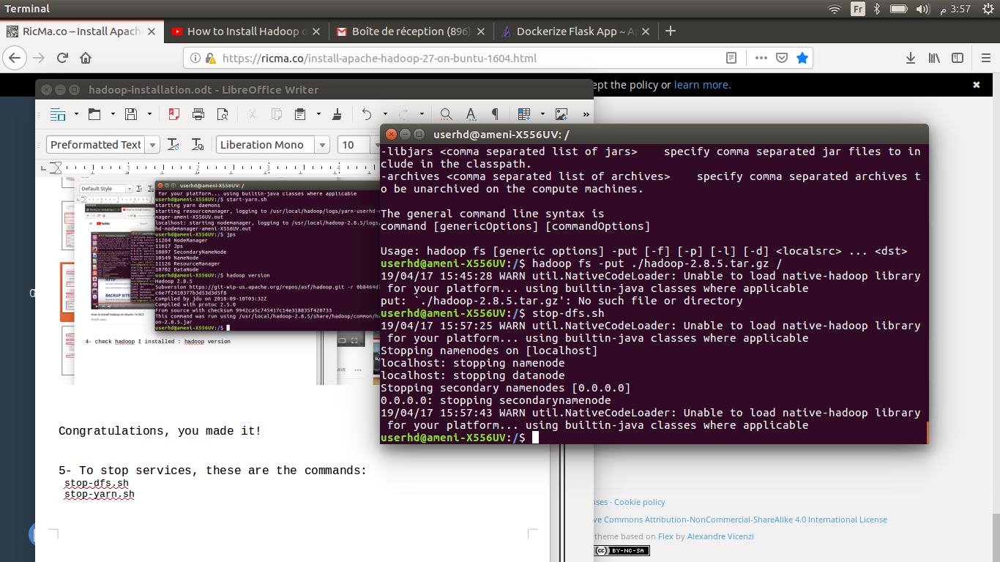 Terminal
Fr
3:57 م
RicMa.co – Install Apach
How to Install Hadoop o
Boîte de réception (896)
Dockerize Flask App ~ A
https://ricma.co/install-apache-hadoop-27-on-buntu-1604.html
ept the policy or learn more.
hadoop-installation.odt - LibreOffice Writer
Preformatted Text
Liberation Mono
10
1 2 3 4
Default Style
userhd@ameni-X556UV: /
for your platform... using builtin-java classes where applicable
userhd@ameni-X556UV:/$ start-yarn.sh
starting yarn daemons
starting resourcemanager, logging to /usr/local/hadoop/logs/yarn-userhd-r
nager-ameni-X556UV.out
localhost: starting nodemanager, logging to /usr/local/hadoop-2.8.5/logs
hd-nodemanager-ameni-X556UV.out
userhd@ameni-X556UV:/$ jps
11264 NodeManager
11617 Jps
10897 SecondaryNameNode
10549 NameNode
11126 ResourceManager
10702 DataNode
userhd@ameni-X556UV:/$ hadoop version
Hadoop 2.8.5
Subversion https://git-wip-us.apache.org/repos/asf/hadoop.git -r 0b8464d
c6e7f2410377b3d53d3d5f8
Compiled by jdu on 2018-09-10T03:32Z
Compiled with protoc 2.5.0
From source with checksum 9942ca5c745417c14e318835f420733
This command was run using /usr/local/hadoop-2.8.5/share/hadoop/common/ha
on-2.8.5.jar
userhd@ameni-X556UV:/$
4- check hadoop I installed : hadoop version
Congratulations, you made it!
5- To stop services, these are the commands:
stop-dfs.sh
stop-yarn.sh
userhd@ameni-X556UV: /
-libjars <comma separated list of jars>    specify comma separated jar files to in
clude in the classpath.
-archives <comma separated list of archives>    specify comma separated archives t
o be unarchived on the compute machines.
The general command line syntax is
command [genericOptions] [commandOptions]
Usage: hadoop fs [generic options] -put [-f] [-p] [-l] [-d] <localsrc> ... <dst>
userhd@ameni-X556UV:/$ hadoop fs -put ./hadoop-2.8.5.tar.gz /
19/04/17 15:45:28 WARN util.NativeCodeLoader: Unable to load native-hadoop library
for your platform... using builtin-java classes where applicable
put: `./hadoop-2.8.5.tar.gz': No such file or directory
userhd@ameni-X556UV:/$ stop-dfs.sh
19/04/17 15:57:25 WARN util.NativeCodeLoader: Unable to load native-hadoop library
for your platform... using builtin-java classes where applicable
Stopping namenodes on [localhost]
localhost: stopping namenode
localhost: stopping datanode
Stopping secondary namenodes [0.0.0.0]
0.0.0.0: stopping secondarynamenode
19/04/17 15:57:43 WARN util.NativeCodeLoader: Unable to load native-hadoop library
for your platform... using builtin-java classes where applicable
userhd@ameni-X556UV:/$
nses · Cookie policy
ve Commons Attribution-NonCommercial-ShareAlike 4.0 International License
theme based on Flex by Alexandre Vicenzi
cc BY-NC-SA